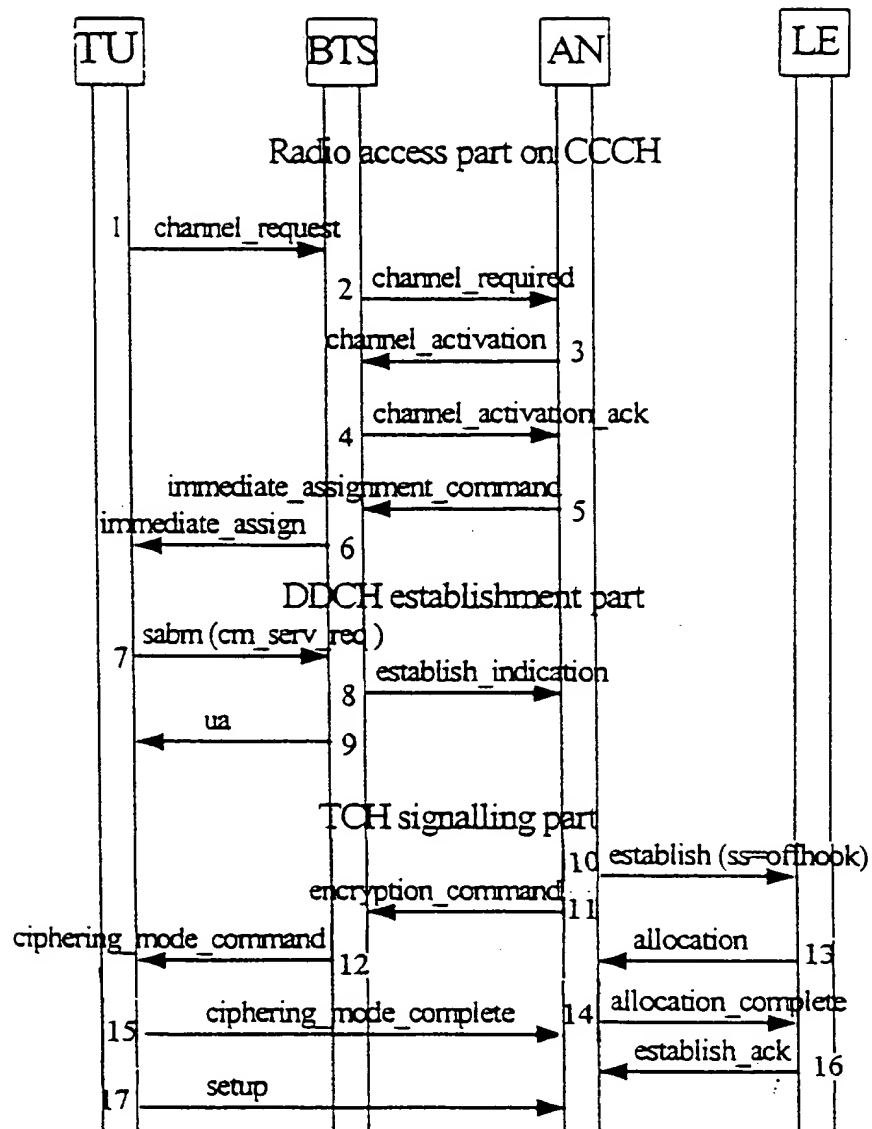 TU BTS AN LE
Radio access part on CCCH
1 channel_request
2 channel_required
channel_activation 3
4 channel_activation_ack
immediate_assignment_command 5
immediate_assign 6
DDCH establishment part
7 sabm (cm_serv_req )
8 establish_indication
ua 9
TCH signalling part
10 establish (ss=offhook)
encryption_command 11
ciphering_mode_command 12
allocation 13
14 allocation_complete
15 ciphering_mode_complete
establish_ack 16
17 setup